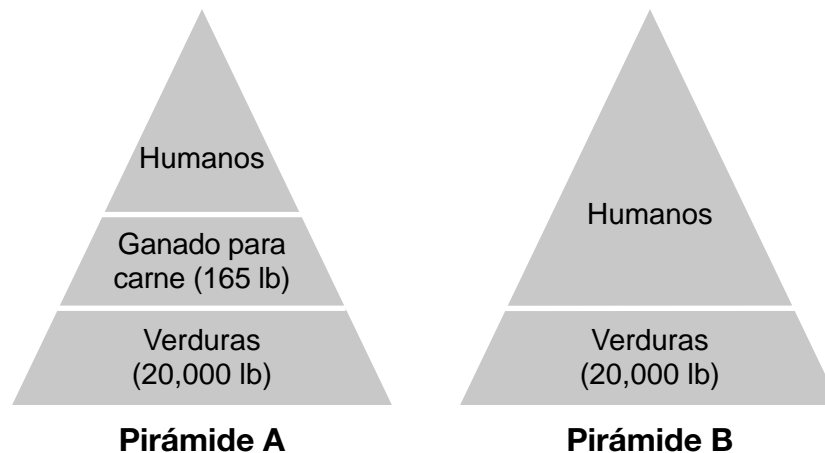 Humanos
Ganado para
carne (165 lb)
Verduras
(20,000 lb)
Pirámide A
Humanos
Verduras
(20,000 lb)
Pirámide B